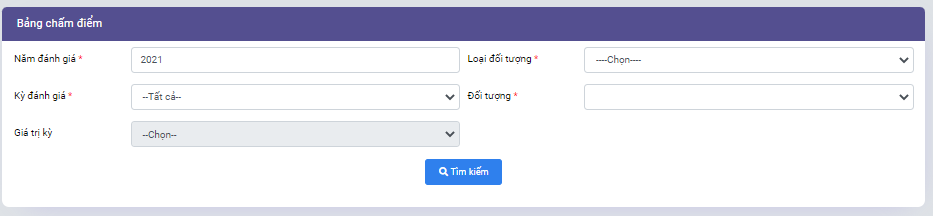 Bảng chấm điểm
Năm đánh giá *
2021
Loại đối tượng *
----Chọn----
Kỳ đánh giá *
--Tất cả--
Đối tượng *
Giá trị kỳ
--Chọn--
Tìm kiếm